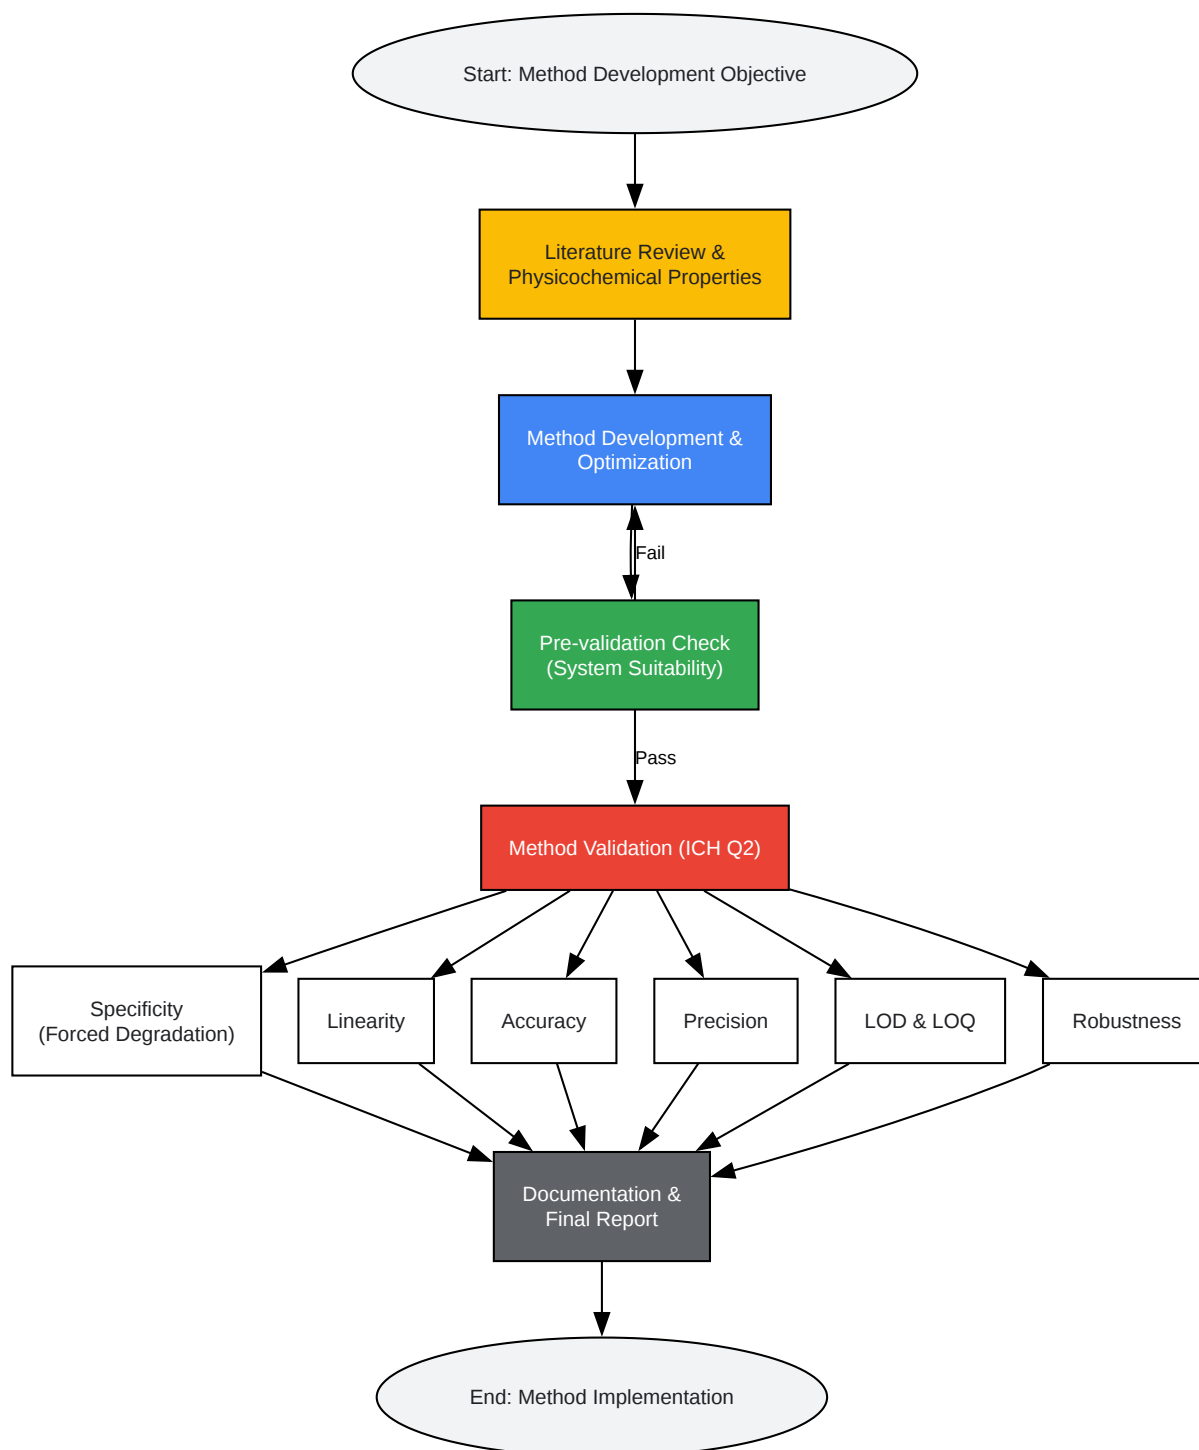 Start: Method Development Objective
Literature Review &
Physicochemical Properties
Method Development &
Optimization
Fail
Pre-validation Check
(System Suitability)
Pass
Method Validation (ICH Q2)
Specificity
(Forced Degradation)
Linearity
Accuracy
Precision
LOD & LOQ
Robustness
Documentation &
Final Report
End: Method Implementation